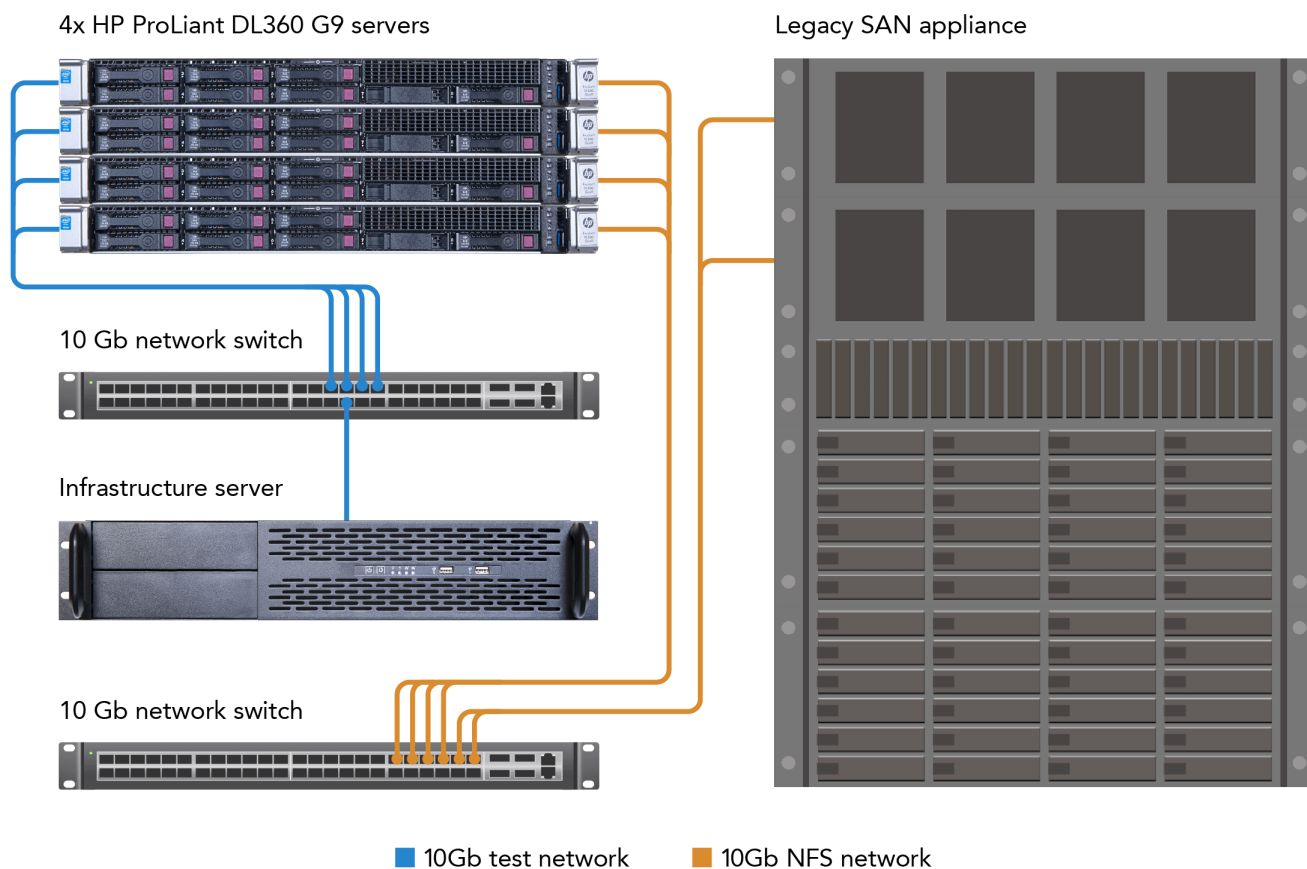 4x HP ProLiant DL360 G9 servers
Legacy SAN appliance
10 Gb network switch
Infrastructure server
10 Gb network switch
10Gb test network
10Gb NFS network